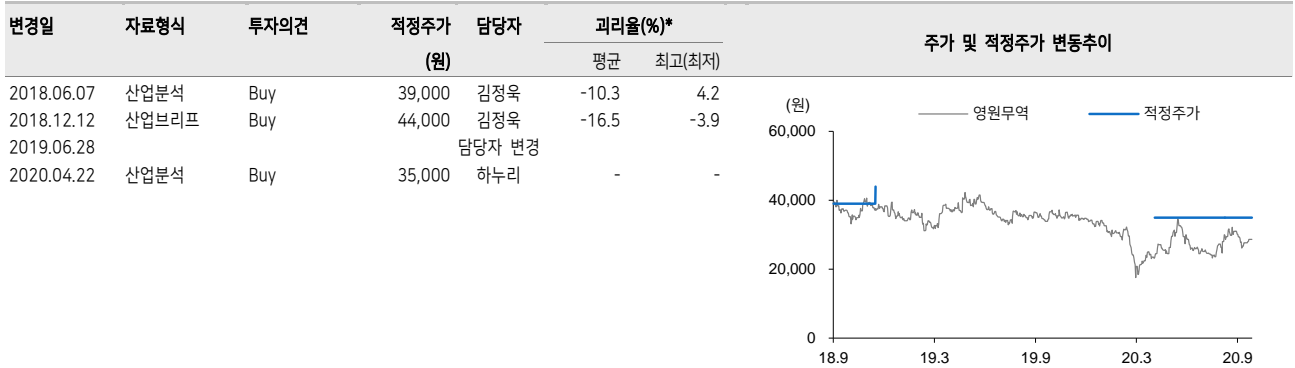 변경일 자료형식 투자의견 적정주가 담당자 괴리율(%)*
(원) 평균 최고(최저)
2018.06.07 산업분석 Buy 39,000 김정욱 -10.3 4.2
2018.12.12 산업브리프 Buy 44,000 김정욱 -16.5 -3.9
2019.06.28 담당자 변경
2020.04.22 산업분석 Buy 35,000 하누리 - -
주가 및 적정주가 변동추이
(원) 영원무역 적정주가
60,000
40,000
20,000
0
18.9 19.3 19.9 20.3 20.9